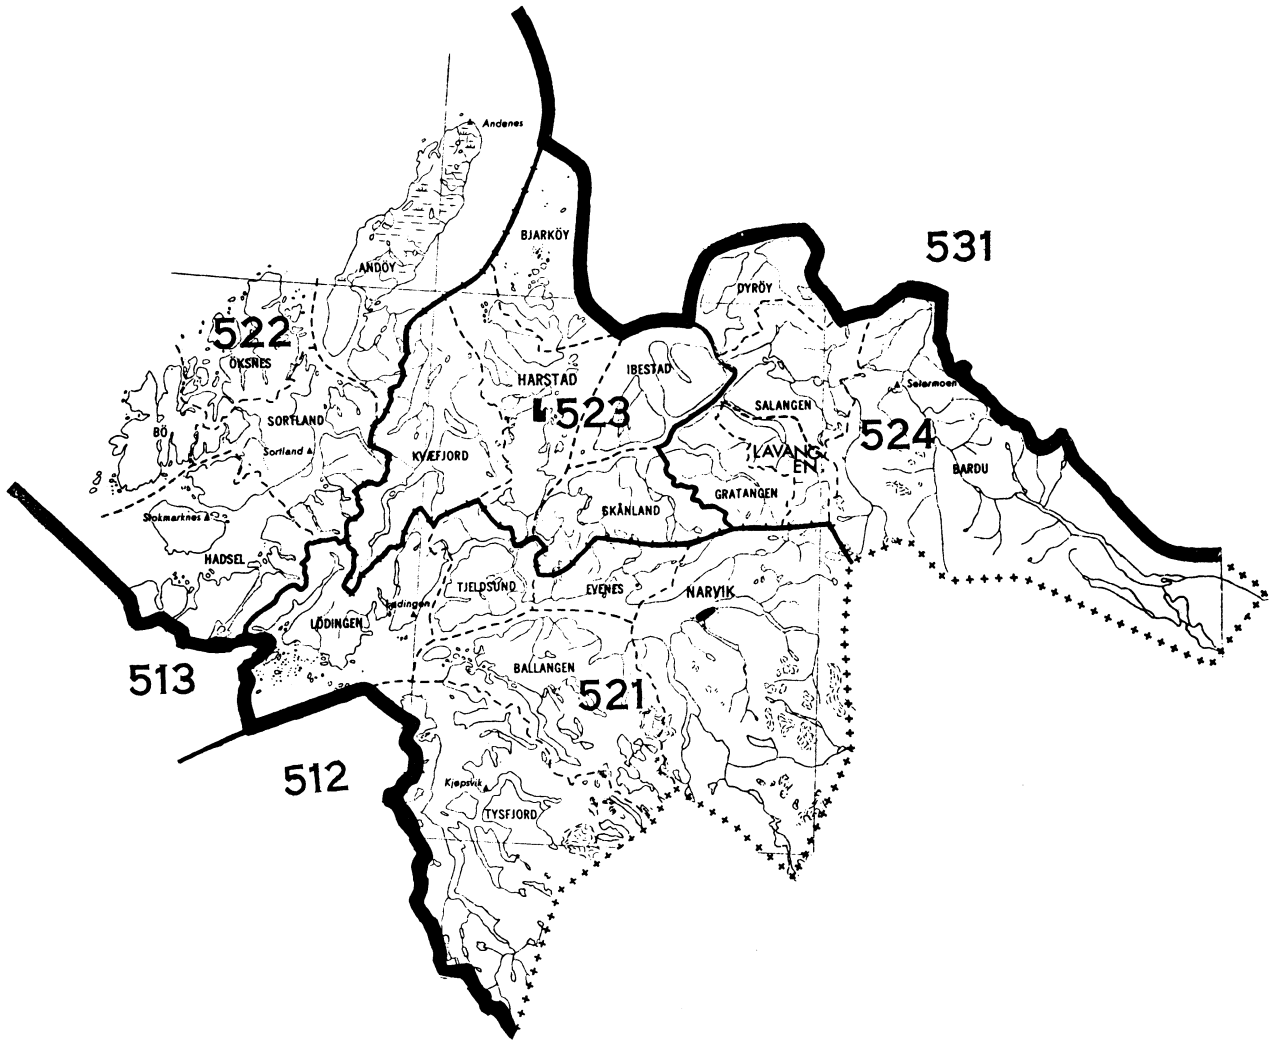 Andenes
BJARKÖY
531
ANDÖY
DYRÖY
522
ÖKSNES
IBESTAD
HARSTAD
Setermoen
SALANGEN
523
SORTLAND
BÖ
524
Sortland
KVÆFJORD
LAVANG-
EN
BARDU
GRATANGEN
SKÅNLAND
Stokmarknes
HADSEL
TJELDSUND
EVENES
NARVIK
Lødingen
LÖDINGEN
513
BALLANGEN
521
512
Kjøpsvik
TYSFJORD